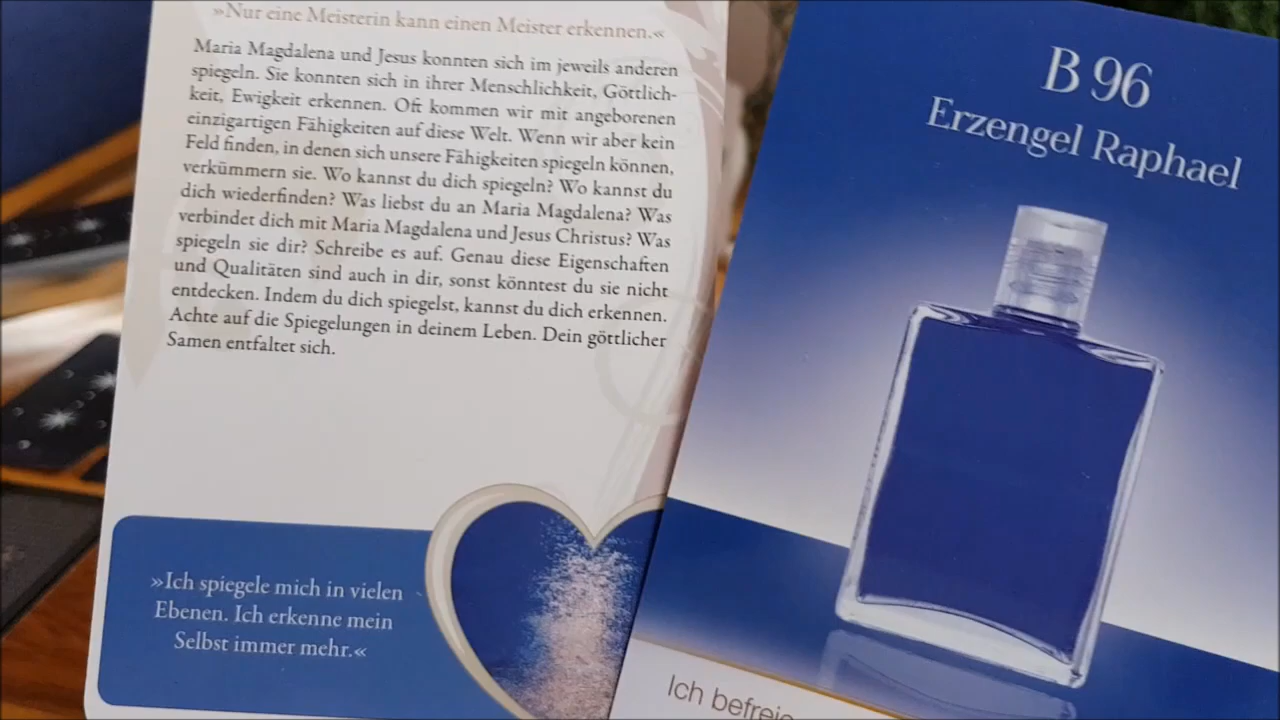 »Nur eine Meisterin kann einen Meister erkennen.«
Maria Magdalena und Jesus konnten sich im jeweils anderen
spiegeln. Sie konnten sich in ihrer Menschlichkeit, Göttlich-
keit, Ewigkeit erkennen. Oft kommen wir mit angeborenen
einzigartigen Fähigkeiten auf diese Welt. Wenn wir aber kein
Feld finden, in denen sich unsere Fähigkeiten spiegeln können,
verkümmern sie. Wo kannst du dich spiegeln? Wo kannst du
dich wiederfinden? Was liebst du an Maria Magdalena? Was
verbindet dich mit Maria Magdalena und Jesus Christus? Was
spiegeln sie dir? Schreibe es auf. Genau diese Eigenschaften
und Qualitäten sind auch in dir, sonst könntest du sie nicht
entdecken. Indem du dich spiegelst, kannst du dich erkennen.
Achte auf die Spiegelungen in deinem Leben. Dein göttlicher
Samen entfaltet sich.
»Ich spiegele mich in vielen
Ebenen. Ich erkenne mein
Selbst immer mehr.«
B 96
Erzengel Raphael
Ich